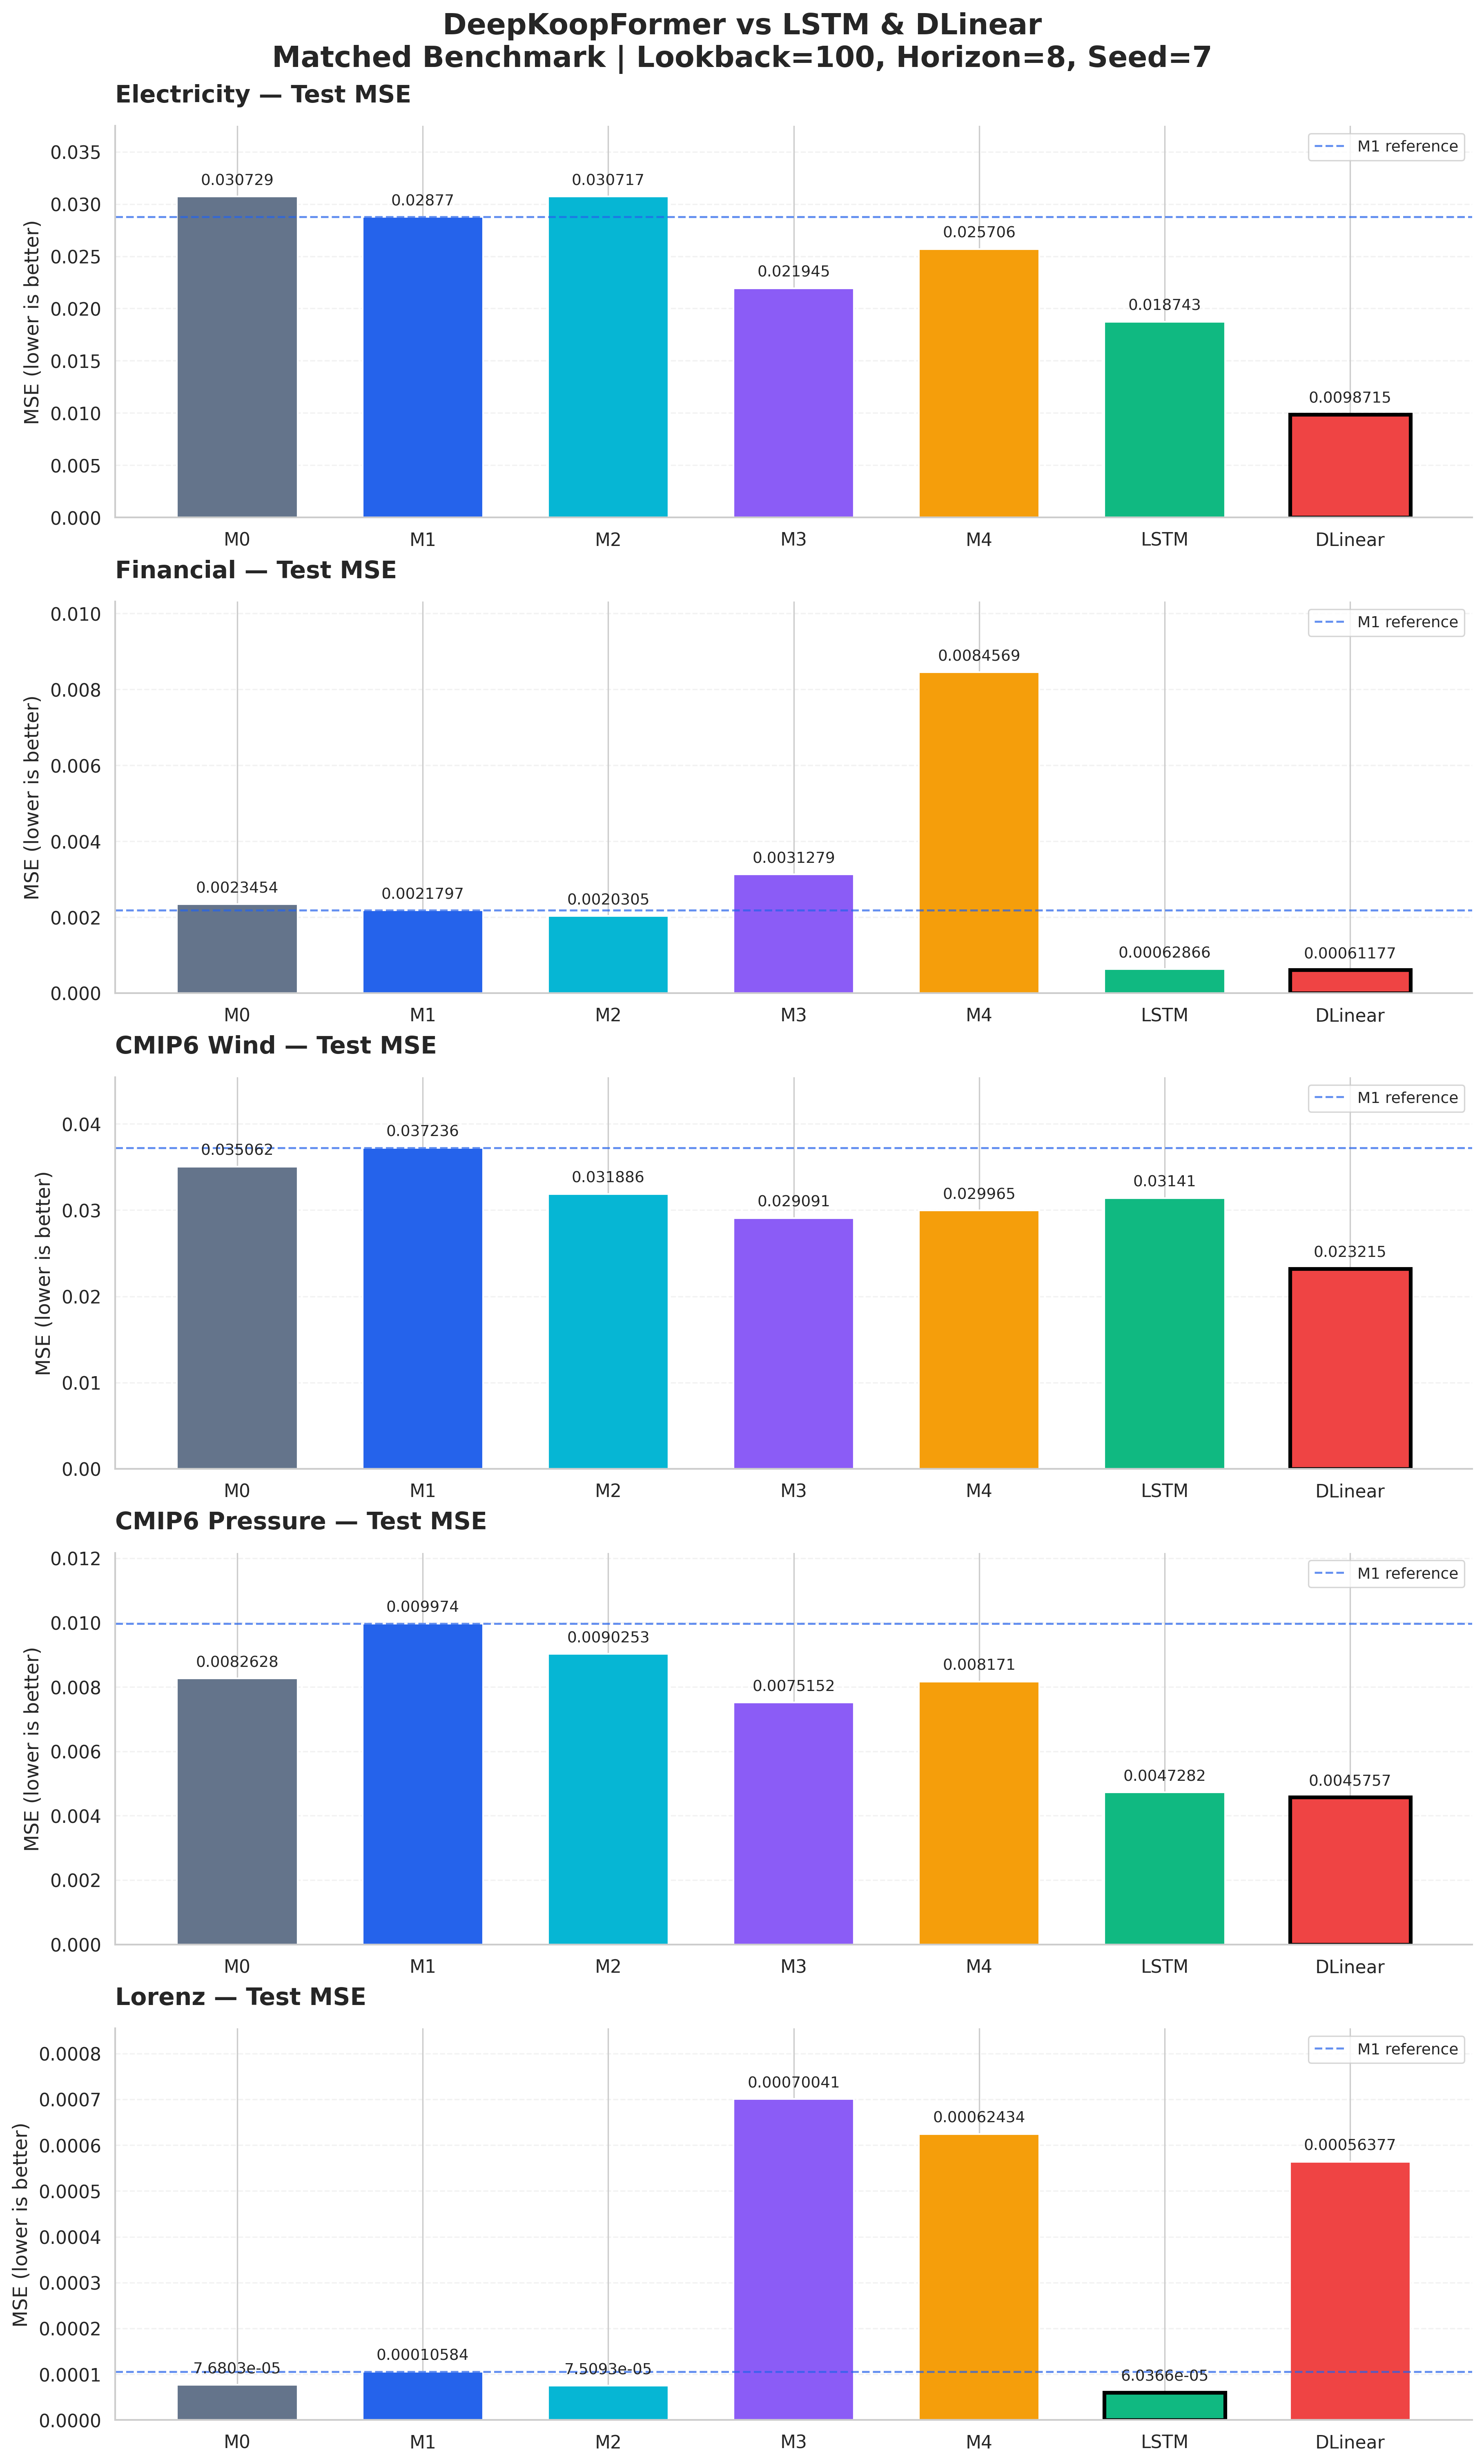 DeepKoopFormer vs LSTM & DLinear
Matched Benchmark | Lookback=100, Horizon=8, Seed=7
Electricity — Test MSE
MSE (lower is better)
0.035
0.030
0.025
0.020
0.015
0.010
0.005
0.000
M1 reference
0.030729
0.02877
0.030717
0.021945
0.025706
0.018743
0.0098715
M0 M1 M2 M3 M4 LSTM DLinear
Financial — Test MSE
MSE (lower is better)
0.010
0.008
0.006
0.004
0.002
0.000
M1 reference
0.0023454
0.0021797
0.0020305
0.0031279
0.0084569
0.00062866
0.00061177
M0 M1 M2 M3 M4 LSTM DLinear
CMIP6 Wind — Test MSE
MSE (lower is better)
0.04
0.03
0.02
0.01
0.00
M1 reference
0.035062
0.037236
0.031886
0.029091
0.029965
0.03141
0.023215
M0 M1 M2 M3 M4 LSTM DLinear
CMIP6 Pressure — Test MSE
MSE (lower is better)
0.012
0.010
0.008
0.006
0.004
0.002
0.000
M1 reference
0.0082628
0.009974
0.0090253
0.0075152
0.008171
0.0047282
0.0045757
M0 M1 M2 M3 M4 LSTM DLinear
Lorenz — Test MSE
MSE (lower is better)
0.0008
0.0007
0.0006
0.0005
0.0004
0.0003
0.0002
0.0001
0.0000
M1 reference
7.6803e-05
0.00010584
7.5093e-05
0.00070041
0.00062434
6.0366e-05
0.00056377
M0 M1 M2 M3 M4 LSTM DLinear